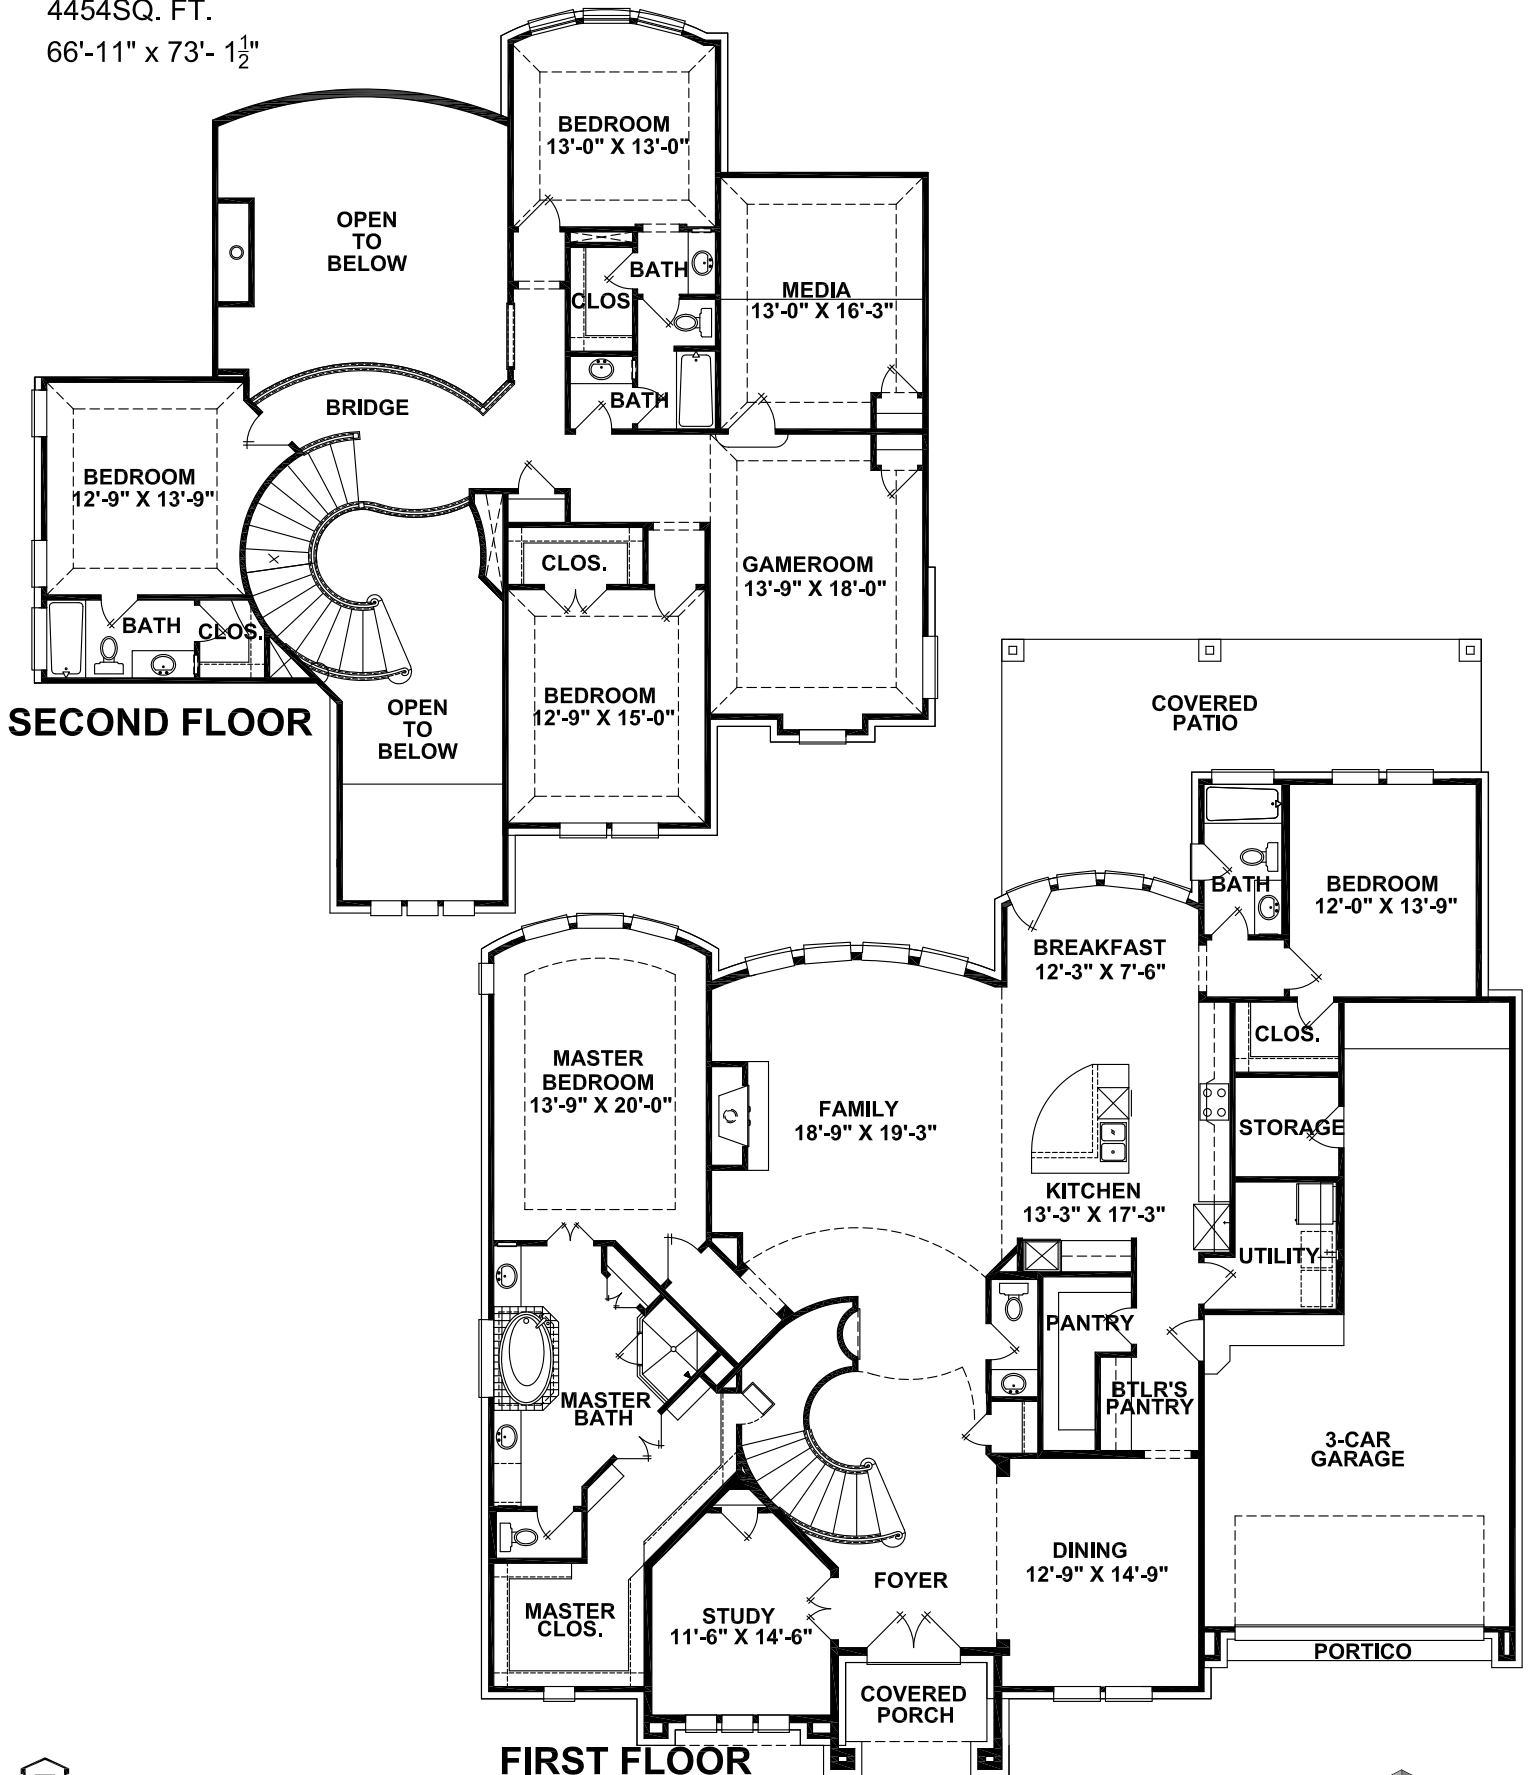 4454SQ. FT.
66'-11" x 73'- 1½"
BEDROOM
13'-0" X 13'-0"
OPEN
TO
BELOW
BATH
CLOS
MEDIA
13'-0" X 16'-3"
BATH
BRIDGE
BEDROOM
12'-9" X 13'-9"
CLOS.
GAMEROOM
13'-9" X 18'-0"
BATH
CLOS.
BEDROOM
12'-9" X 15'-0"
OPEN
TO
BELOW
SECOND FLOOR
COVERED
PATIO
BATH
BEDROOM
12'-0" X 13'-9"
BREAKFAST
12'-3" X 7'-6"
CLOS.
MASTER
BEDROOM
13'-9" X 20'-0"
FAMILY
18'-9" X 19'-3"
STORAGE
KITCHEN
13'-3" X 17'-3"
UTILITY
PANTRY
MASTER
BATH
BTLR'S
PANTRY
3-CAR
GARAGE
DINING
12'-9" X 14'-9"
FOYER
MASTER
CLOS.
STUDY
11'-6" X 14'-6"
PORTICO
COVERED
PORCH
FIRST FLOOR